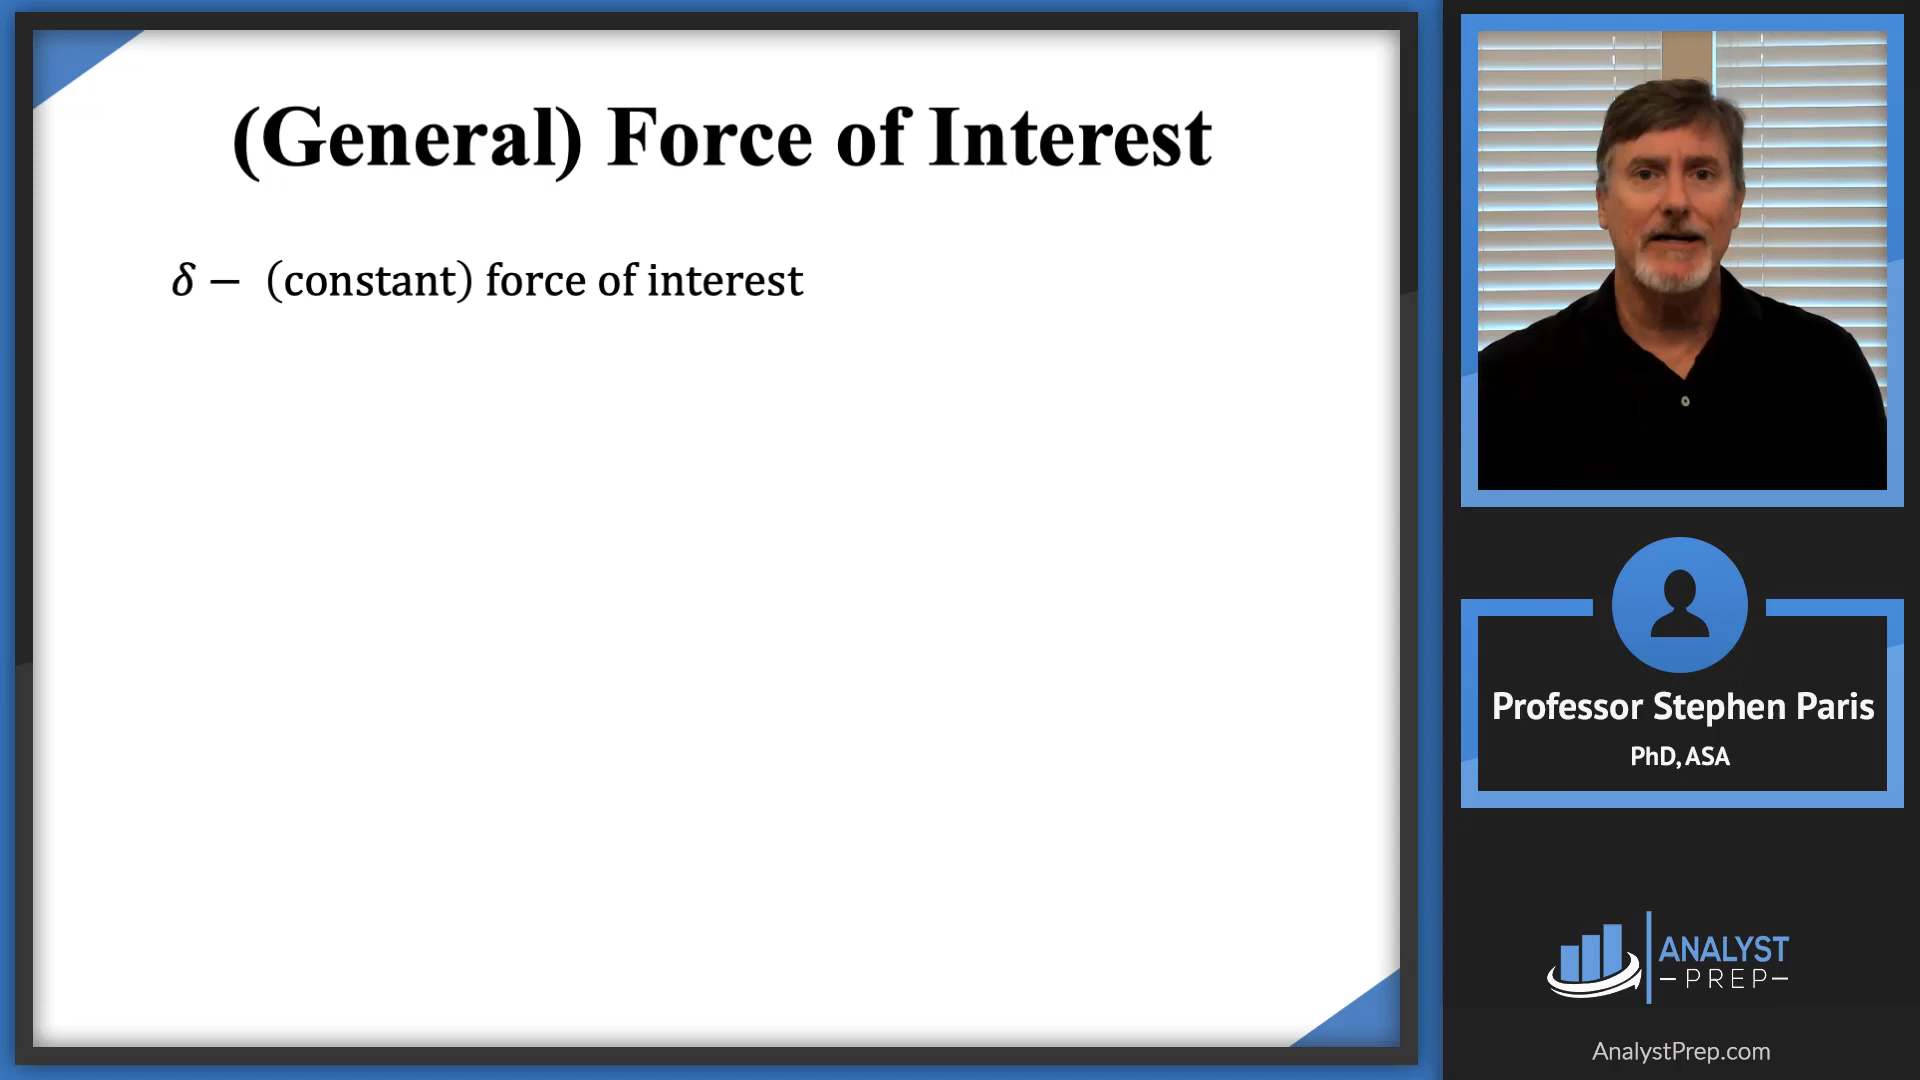 (General) Force of Interest
δ − (constant) force of interest
Professor Stephen Paris
PhD, ASA
ANALYST
PREP
AnalystPrep.com